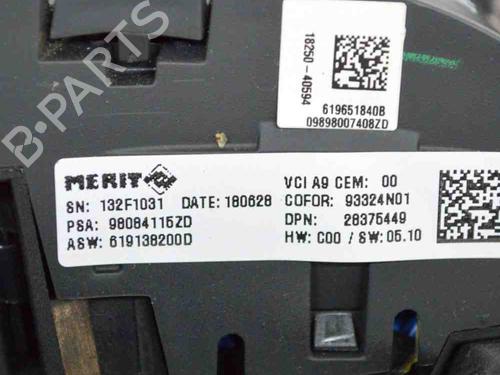 B-PARTS
18250-40594
619651840B
09898007408ZD
MERIT
SN: 132F1031 DATE: 180628
PSA: 98084115ZD
ASW: 619138200D
VCI A9 CEM: 00
COFOR: 93324N01
DPN: 28375449
HW: C00 / SW: 05.10